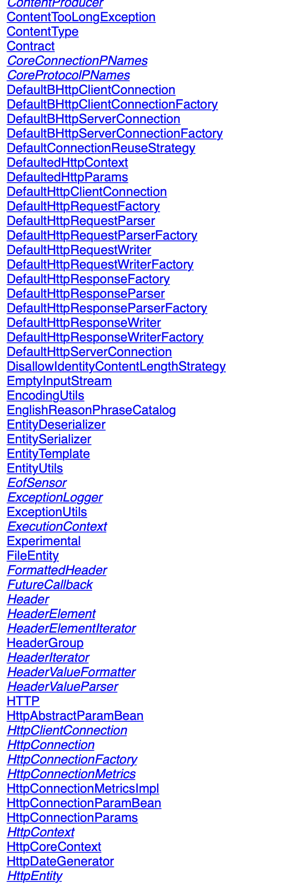 ContentProducer
ContentTooLongException
ContentType
Contract
CoreConnectionPNames
CoreProtocolPNames
DefaultBHttpClientConnection
DefaultBHttpClientConnectionFactory
DefaultBHttpServerConnection
DefaultBHttpServerConnectionFactory
DefaultConnectionReuseStrategy
DefaultedHttpContext
DefaultedHttpParams
DefaultHttpClientConnection
DefaultHttpRequestFactory
DefaultHttpRequestParser
DefaultHttpRequestParserFactory
DefaultHttpRequestWriter
DefaultHttpRequestWriterFactory
DefaultHttpResponseFactory
DefaultHttpResponseParser
DefaultHttpResponseParserFactory
DefaultHttpResponseWriter
DefaultHttpResponseWriterFactory
DefaultHttpServerConnection
DisallowIdentityContentLengthStrategy
EmptyInputStream
EncodingUtils
EnglishReasonPhraseCatalog
EntityDeserializer
EntitySerializer
EntityTemplate
EntityUtils
EofSensor
ExceptionLogger
ExceptionUtils
ExecutionContext
Experimental
FileEntity
FormattedHeader
FutureCallback
Header
HeaderElement
HeaderElementIterator
HeaderGroup
HeaderIterator
HeaderValueFormatter
HeaderValueParser
HTTP
HttpAbstractParamBean
HttpClientConnection
HttpConnection
HttpConnectionFactory
HttpConnectionMetrics
HttpConnectionMetricsImpl
HttpConnectionParamBean
HttpConnectionParams
HttpContext
HttpCoreContext
HttpDateGenerator
HttpEntity